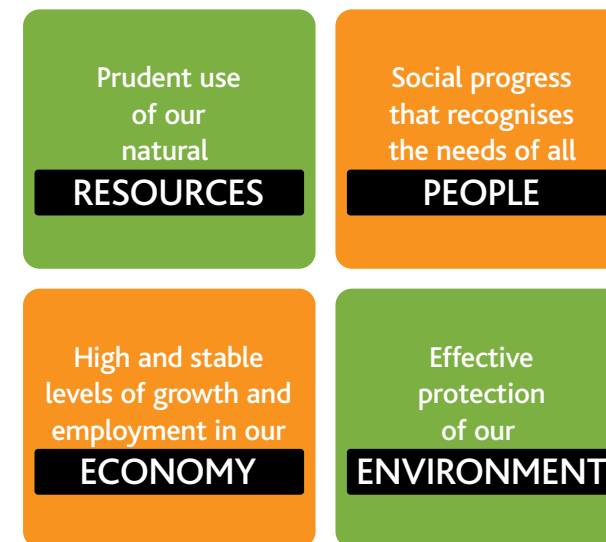 Prudent use
of our
natural
RESOURCES
Social progress
that recognises
the needs of all
PEOPLE
High and stable
levels of growth and
employment in our
ECONOMY
Effective
protection
of our
ENVIRONMENT